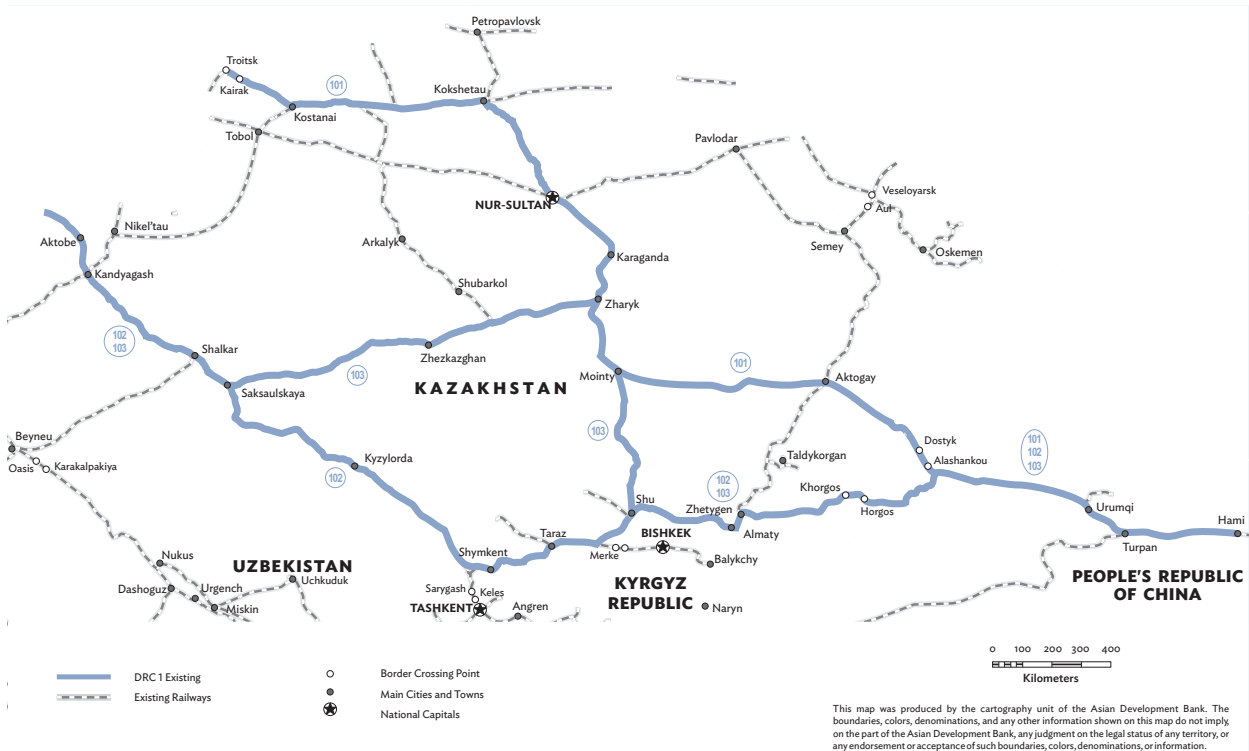 Petropavlovsk
Troitsk
Kairak
101
Kokshetau
Kostanai
Tobol
Pavlodar
NUR-SULTAN
Veseloyarsk
Aul
Nikel'tau
Aktobe
Arkalyk
Semey
Oskemen
Karaganda
Kandyagash
Shubarkol
Zharyk
102
103
Shalkar
Zhezkazghan
103
Mointy
101
Aktogay
KAZAKHSTAN
Saksaulskaya
103
Beyneu
Oasis
Karakalpakiya
Kyzylorda
102
Dostyk
Alashankou
101
102
103
Taldykorgan
102
103
Khorgos
Horgos
Shu
Zhetygen
Almaty
Urumqi
Hami
Turpan
Taraz
BISHKEK
Merke
Shymkent
Balykchy
Nukus
UZBEKISTAN
Uchkuduk
Dashoguz
Urgench
Miskin
Sarygash
Keles
TASHKENT
Angren
KYRGYZ
REPUBLIC
Naryn
PEOPLE'S REPUBLIC
OF CHINA
0 100 200 300 400
Kilometers
DRC 1 Existing
Existing Railways
Border Crossing Point
Main Cities and Towns
National Capitals
This map was produced by the cartography unit of the Asian Development Bank. The
boundaries, colors, denominations, and any other information shown on this map do not imply,
on the part of the Asian Development Bank, any judgment on the legal status of any territory, or
any endorsement or acceptance of such boundaries, colors, denominations, or information.